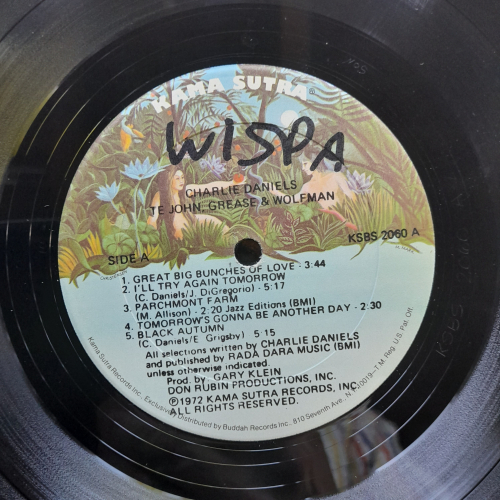 KAMA SUTRA®
WISPA
CHARLIE DANIELS
TE JOHN, GREASE & WOLFMAN
SIDE A
KSBS 2060 A
1. GREAT BIG BUNCHES OF LOVE - 3:44
2. I'LL TRY AGAIN TOMORROW
(C. Daniels/J. DiGregorio) - 5:17
3. PARCHMONT FARM
(M. Allison) - 2:20 Jazz Editions (BMI)
4. TOMORROW'S GONNA BE ANOTHER DAY - 2:30
5. BLACK AUTUMN
(C. Daniels/E. Grigsby) 5:15
All selections written by CHARLIE DANIELS
and published by RADA DARA MUSIC (BMI)
unless otherwise indicated.
Prod. by: GARY KLEIN
DON RUBIN PRODUCTIONS, INC.
Ⓟ1972 KAMA SUTRA RECORDS, INC.
ALL RIGHTS RESERVED.
Kama Sutra Records Inc., Exclusively Distributed by Buddah Records Inc., 810 Seventh Ave., N.Y. 10019—T.M. Reg. U.S. Pat. Off.